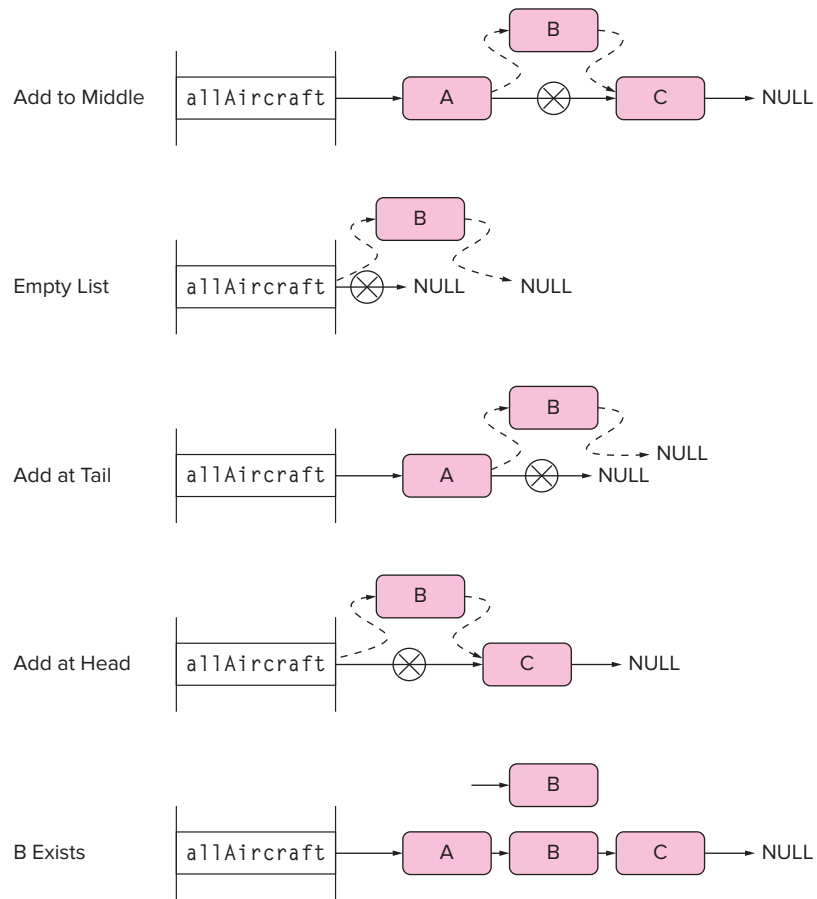 B
Add to Middle allAircraft A C NULL
B
Empty List allAircraft NULL NULL
B
NULL
Add at Tail allAircraft A NULL
B
Add at Head allAircraft C NULL
B
B Exists allAircraft A B C NULL